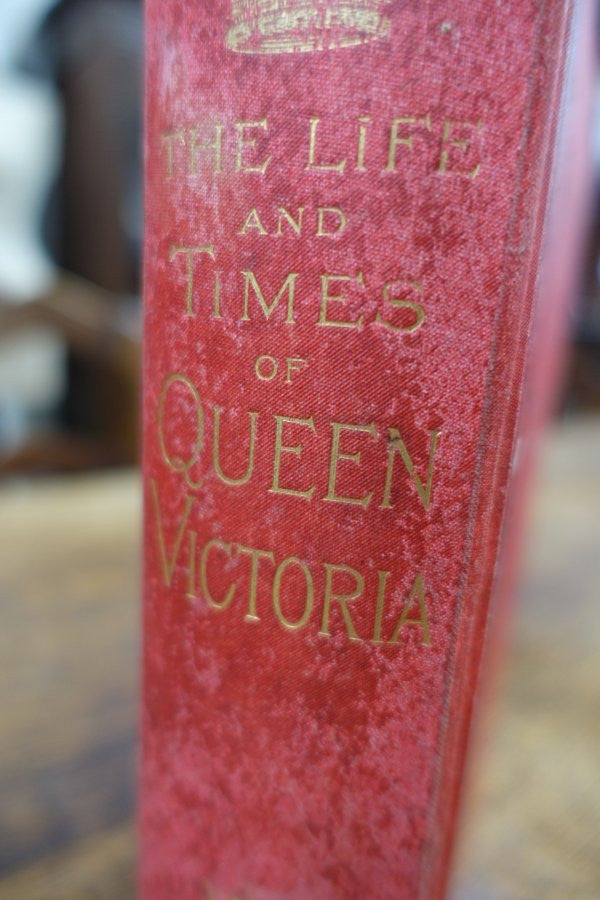 THE LIFE
AND
TIMES
OF
QUEEN
VICTORIA